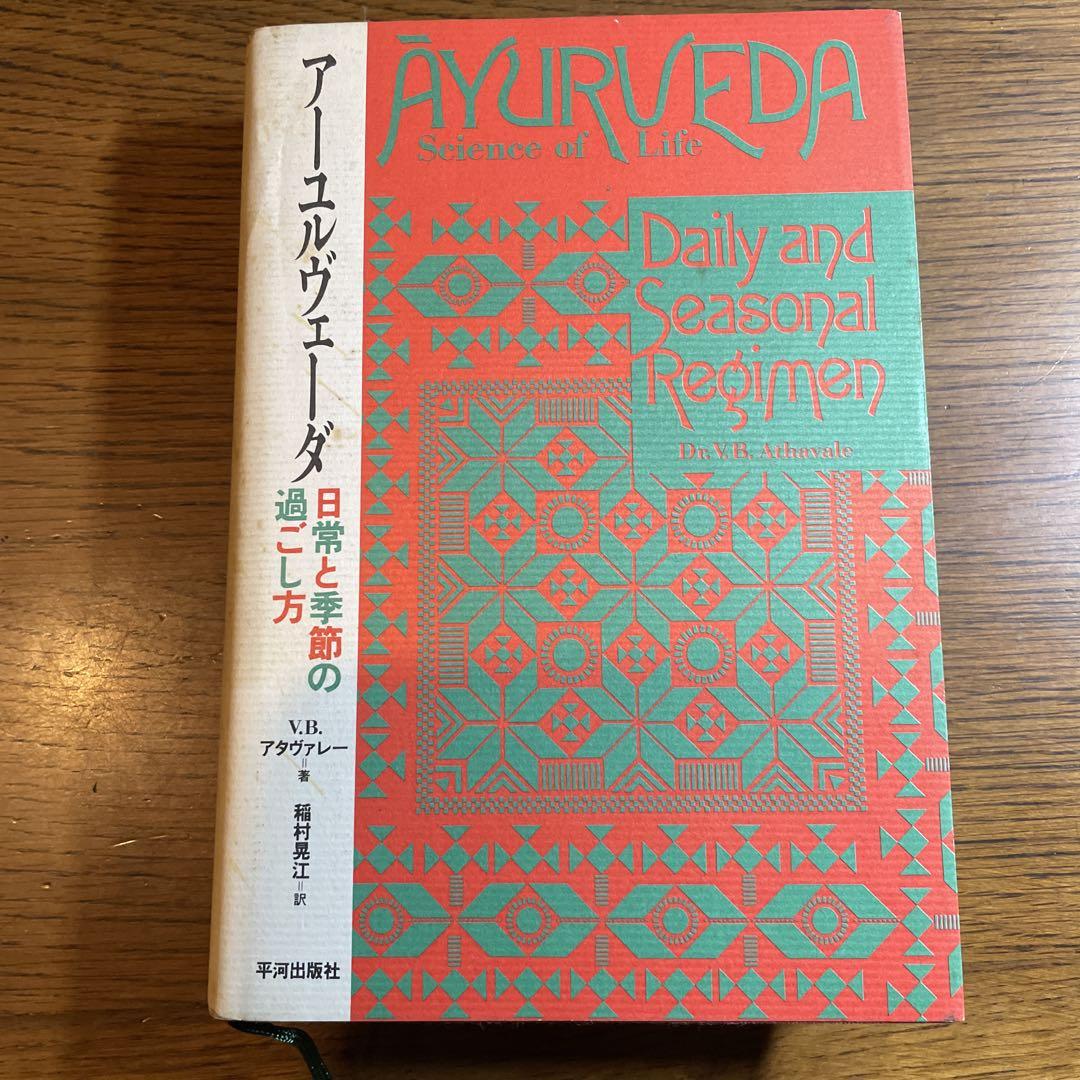 アーユルヴェーダ
日常と季節の
過ごし方
V.B.
アタヴァレー=著
稲村晃江=訳
平河出版社
ĀYURVEDA
Science of Life
Daily and
Seasonal
Regimen
Dr. V. B. Athavale